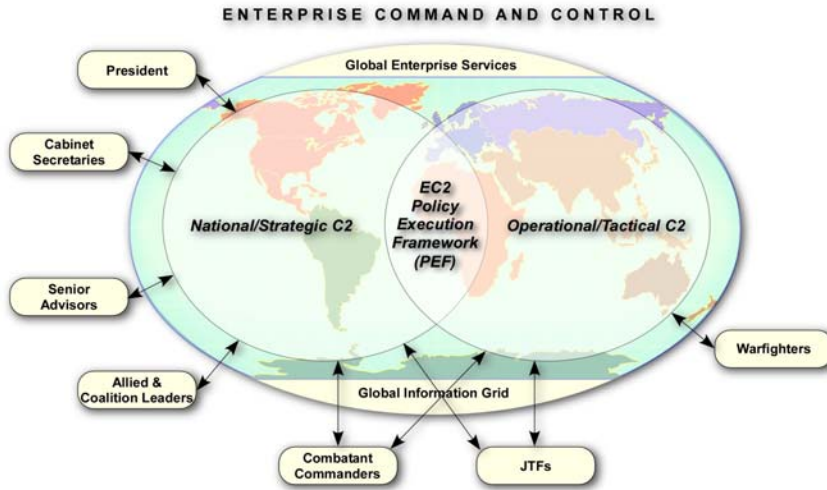 ENTERPRISE COMMAND AND CONTROL
Global Enterprise Services
President
Cabinet
Secretaries
National/Strategic C2
EC2
Policy
Execution
Framework
(PEF)
Operational/Tactical C2
Senior
Advisors
Warfighters
Allied &
Coalition Leaders
Global Information Grid
Combatant
Commanders
JTFs